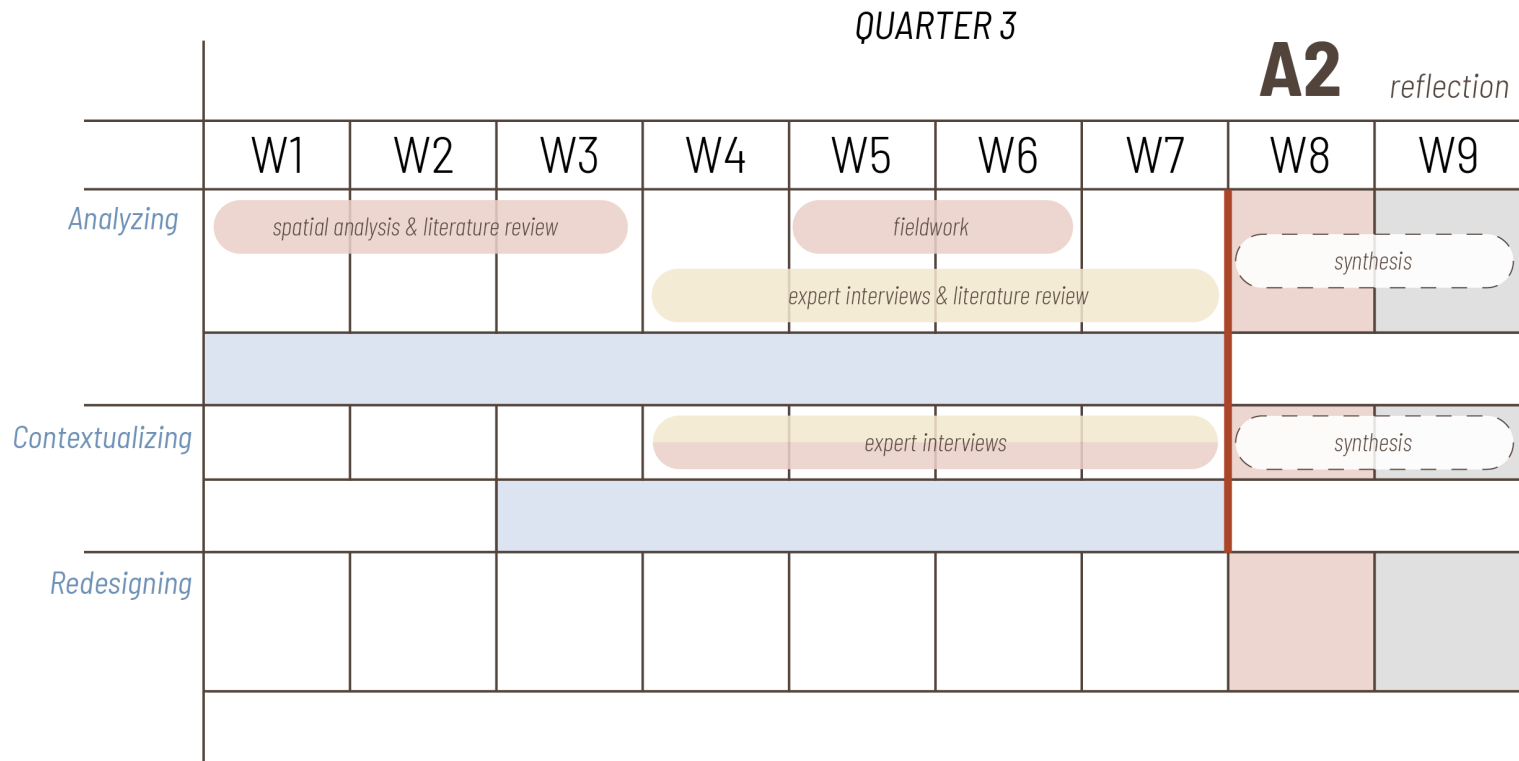 QUARTER 3
A2
reflection
W1 W2 W3 W4 W5 W6 W7 W8 W9
Analyzing
spatial analysis & literature review
fieldwork
synthesis
expert interviews & literature review
Contextualizing
expert interviews
synthesis
Redesigning